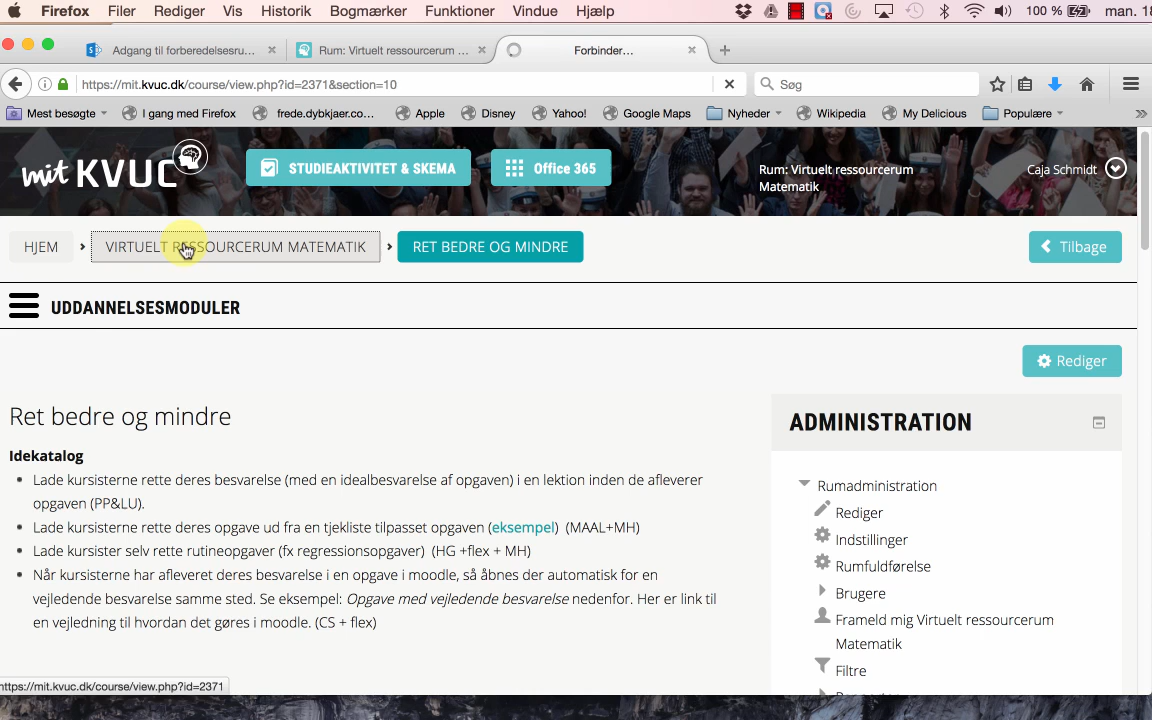 Firefox Filer Rediger Vis Historik Bogmærker Funktioner Vindue Hjælp 100 % man. 18
Adgang til forberedelsesru... Rum: Virtuelt ressourcerum ... Forbinder...
https://mit.kvuc.dk/course/view.php?id=2371&section=10 Søg
Mest besøgte I gang med Firefox frede.dybkjaer.co... Apple Disney Yahoo! Google Maps Nyheder Wikipedia My Delicious Populære
mit KVUC STUDIEAKTIVITET & SKEMA Office 365 Rum: Virtuelt ressourcerum Caja Schmidt
Matematik
HJEM VIRTUELT RESSOURCERUM MATEMATIK RET BEDRE OG MINDRE Tilbage
UDDANNELSESMODULER
Rediger
Ret bedre og mindre
Idekatalog
Lade kursisterne rette deres besvarelse (med en idealbesvarelse af opgaven) i en lektion inden de afleverer
opgaven (PP&LU).
Lade kursisterne rette deres opgave ud fra en tjekliste tilpasset opgaven (eksempel) (MAAL+MH)
Lade kursister selv rette rutineopgaver (fx regressionsopgaver) (HG +flex + MH)
Når kursisterne har afleveret deres besvarelse i en opgave i moodle, så åbnes der automatisk for en
vejledende besvarelse samme sted. Se eksempel: Opgave med vejledende besvarelse nedenfor. Her er link til
en vejledning til hvordan det gøres i moodle. (CS + flex)
ADMINISTRATION
Rumadministration
Rediger
Indstillinger
Rumfuldførelse
Brugere
Frameld mig Virtuelt ressourcerum
Matematik
Filtre
https://mit.kvuc.dk/course/view.php?id=2371